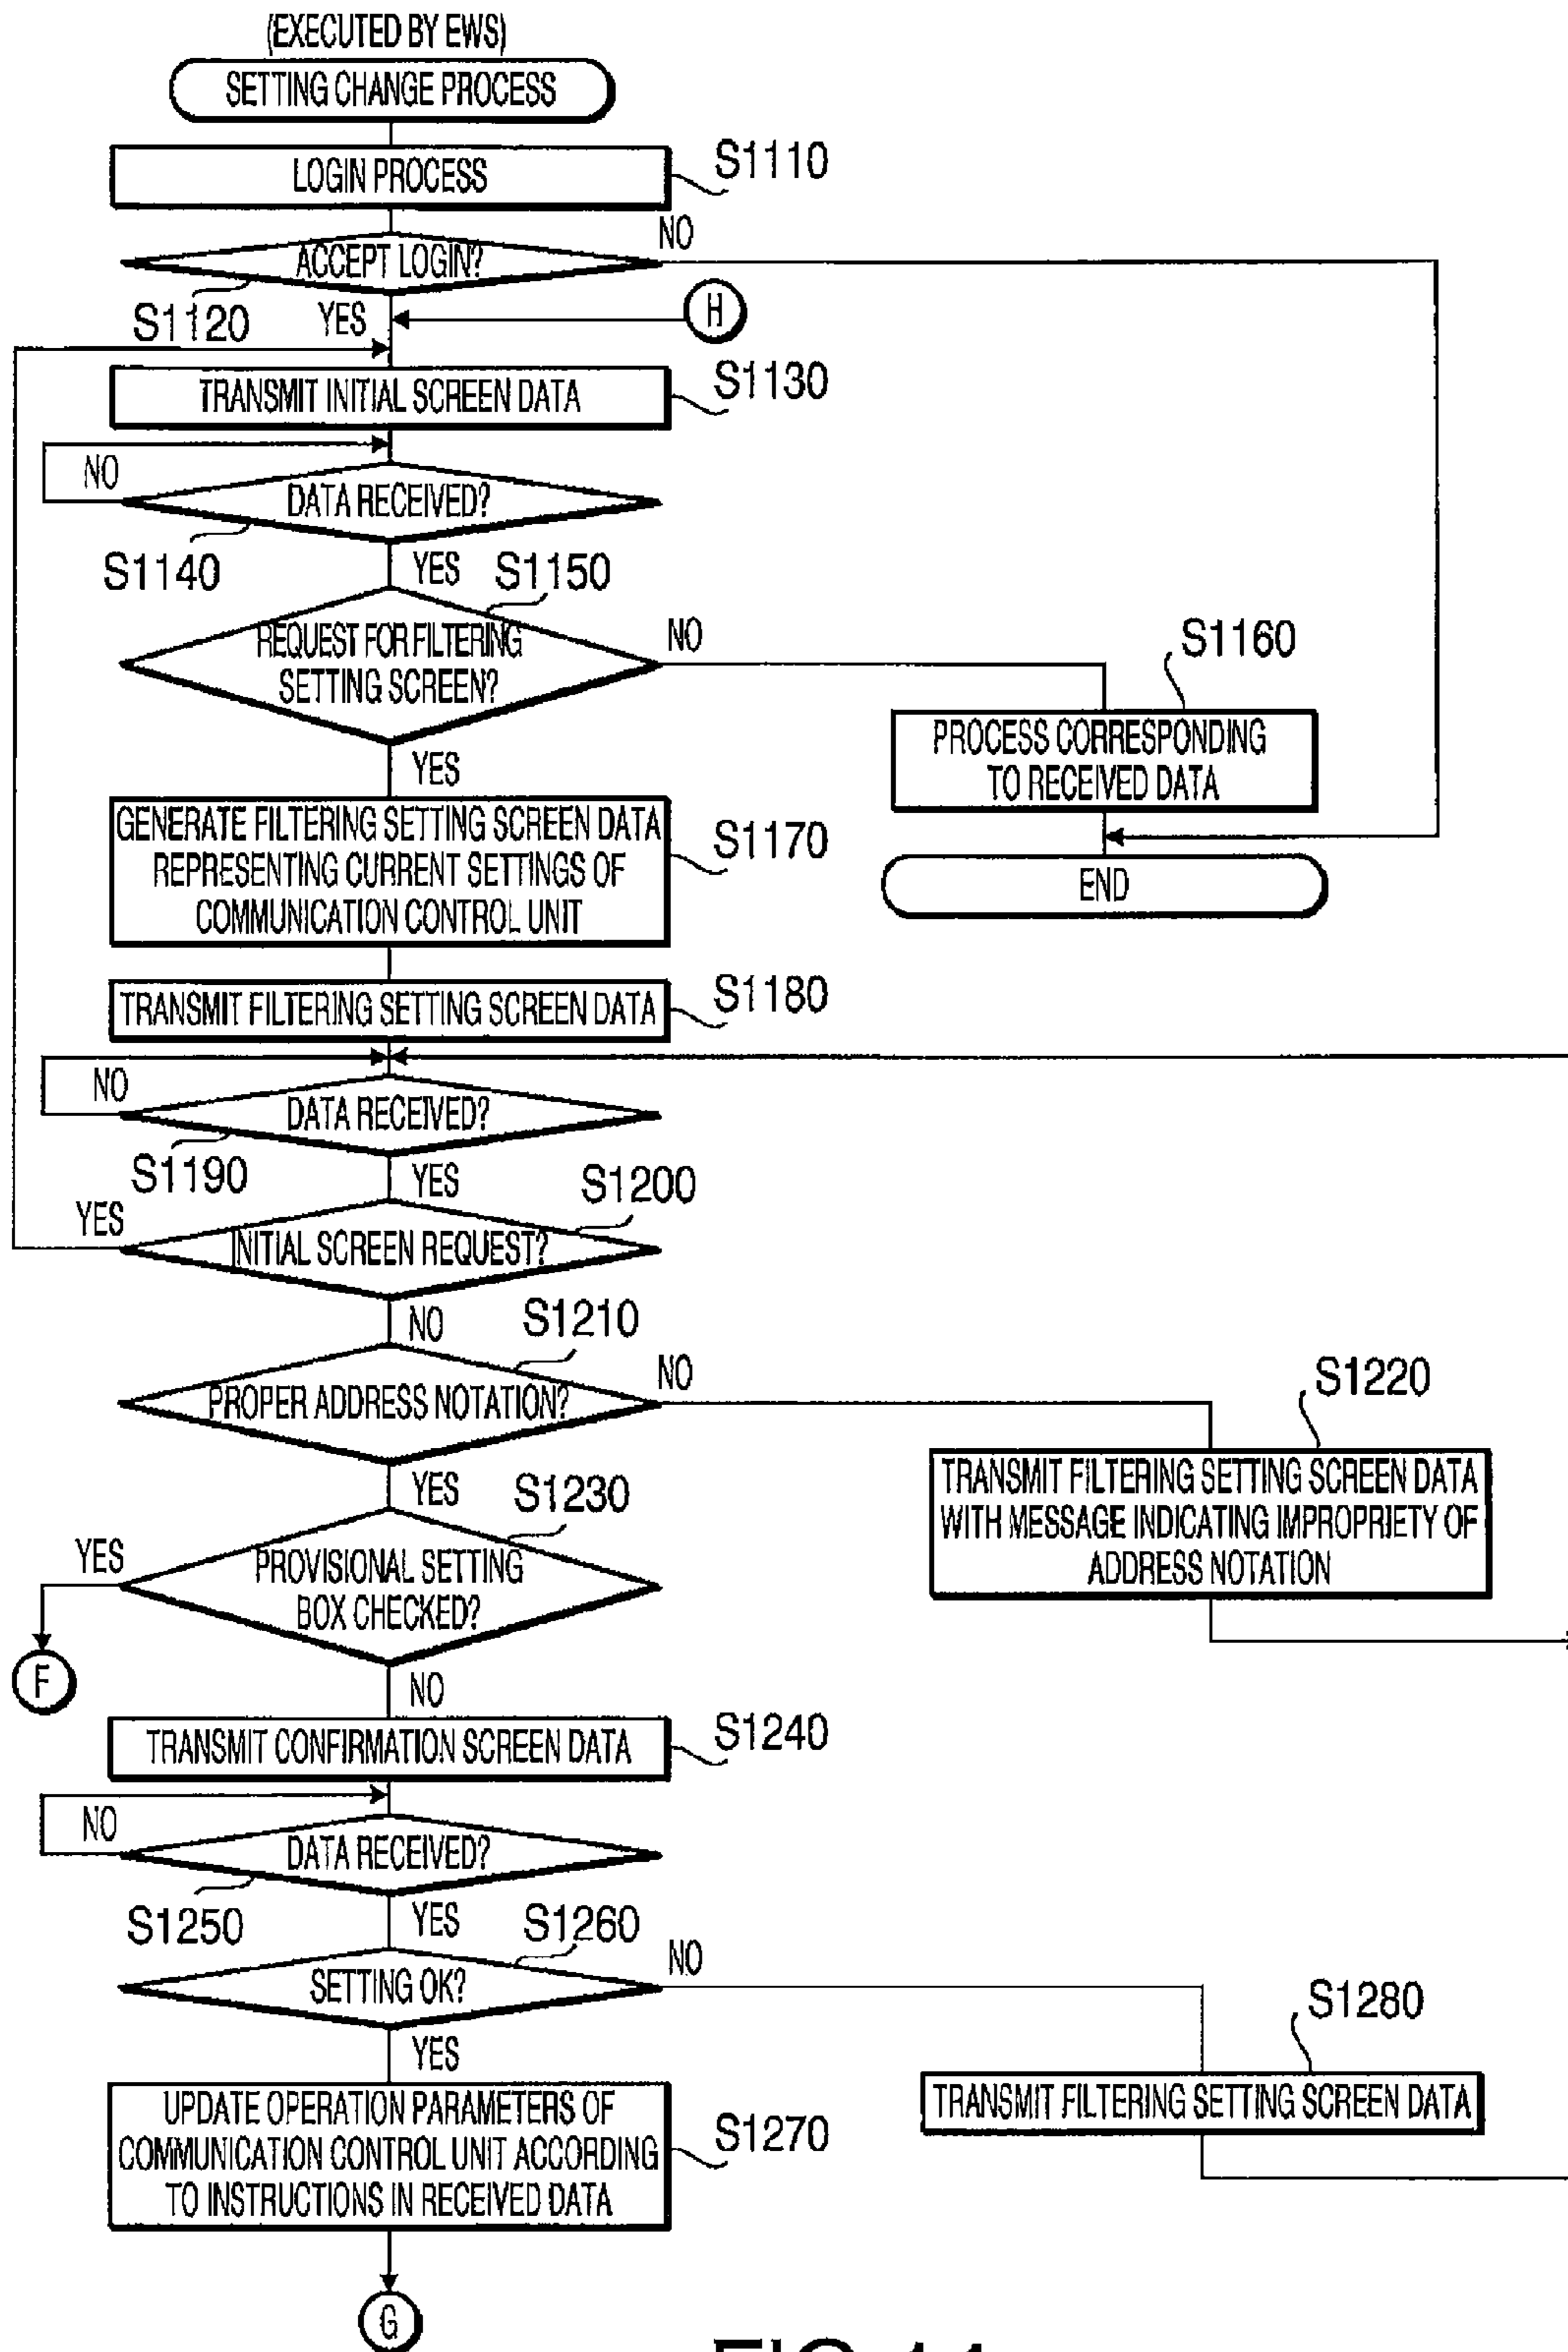 (EXECUTED BY EWS)
SETTING CHANGE PROCESS
LOGIN PROCESS
S1110
ACCEPT LOGIN?
NO
S1120
YES
H
TRANSMIT INITIAL SCREEN DATA
S1130
NO
DATA RECEIVED?
S1140
YES
S1150
REQUEST FOR FILTERING
SETTING SCREEN?
NO
S1160
PROCESS CORRESPONDING
TO RECEIVED DATA
YES
GENERATE FILTERING SETTING SCREEN DATA
REPRESENTING CURRENT SETTINGS OF
COMMUNICATION CONTROL UNIT
S1170
END
TRANSMIT FILTERING SETTING SCREEN DATA
S1180
NO
DATA RECEIVED?
S1190
YES
S1200
YES
INITIAL SCREEN REQUEST?
NO
S1210
PROPER ADDRESS NOTATION?
NO
S1220
TRANSMIT FILTERING SETTING SCREEN DATA
WITH MESSAGE INDICATING IMPROPRIETY OF
ADDRESS NOTATION
YES
S1230
YES
PROVISIONAL SETTING
BOX CHECKED?
F
NO
TRANSMIT CONFIRMATION SCREEN DATA
S1240
NO
DATA RECEIVED?
S1250
YES
S1260
SETTING OK?
NO
S1280
TRANSMIT FILTERING SETTING SCREEN DATA
YES
UPDATE OPERATION PARAMETERS OF
COMMUNICATION CONTROL UNIT ACCORDING
TO INSTRUCTIONS IN RECEIVED DATA
S1270
G